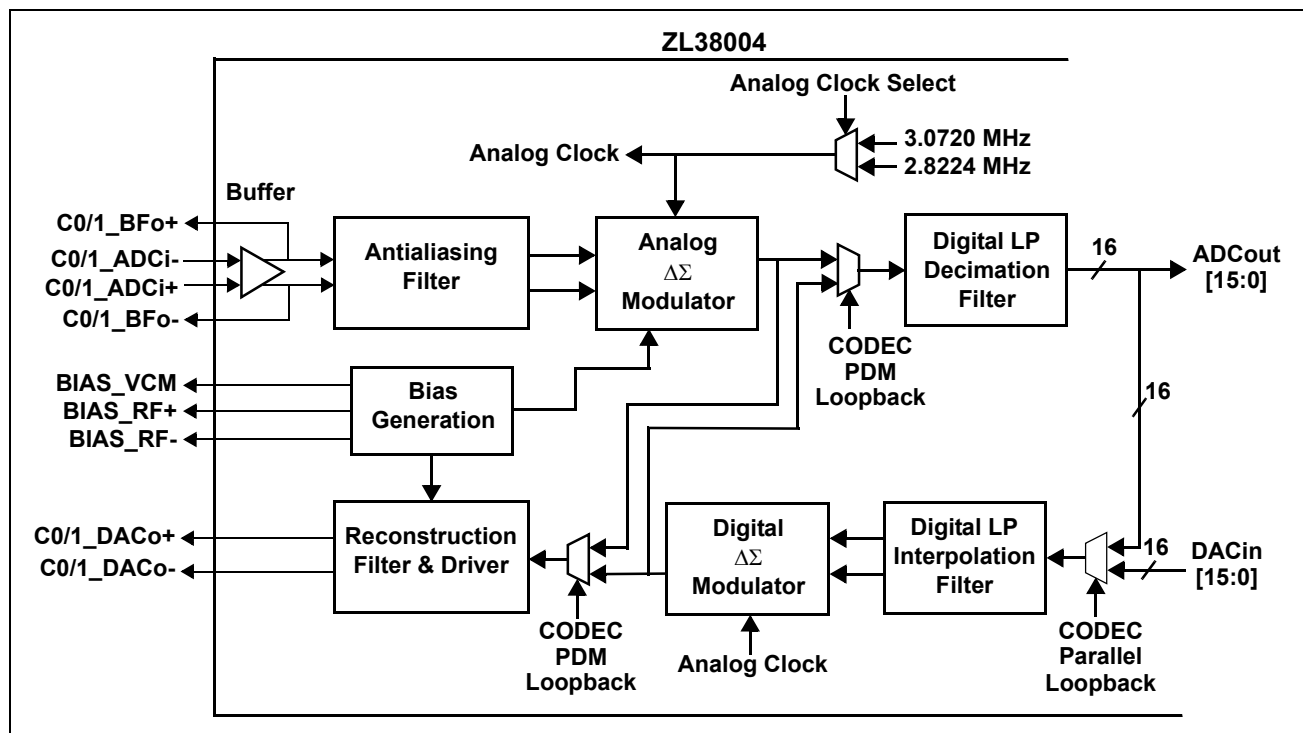 ZL38004
Analog Clock Select
3.0720 MHz
2.8224 MHz
Analog Clock
Buffer
C0/1_BFo+
C0/1_ADCi-
C0/1_ADCi+
C0/1_BFo-
Antialiasing
Filter
Analog
ΔΣ
Modulator
Digital LP
Decimation
Filter
16
ADCout
[15:0]
CODEC
PDM
Loopback
16
BIAS_VCM
BIAS_RF+
BIAS_RF-
Bias
Generation
C0/1_DACo+
C0/1_DACo-
Reconstruction
Filter & Driver
CODEC
PDM
Loopback
Digital
ΔΣ
Modulator
Analog Clock
Digital LP
Interpolation
Filter
16
DACin
[15:0]
CODEC
Parallel
Loopback